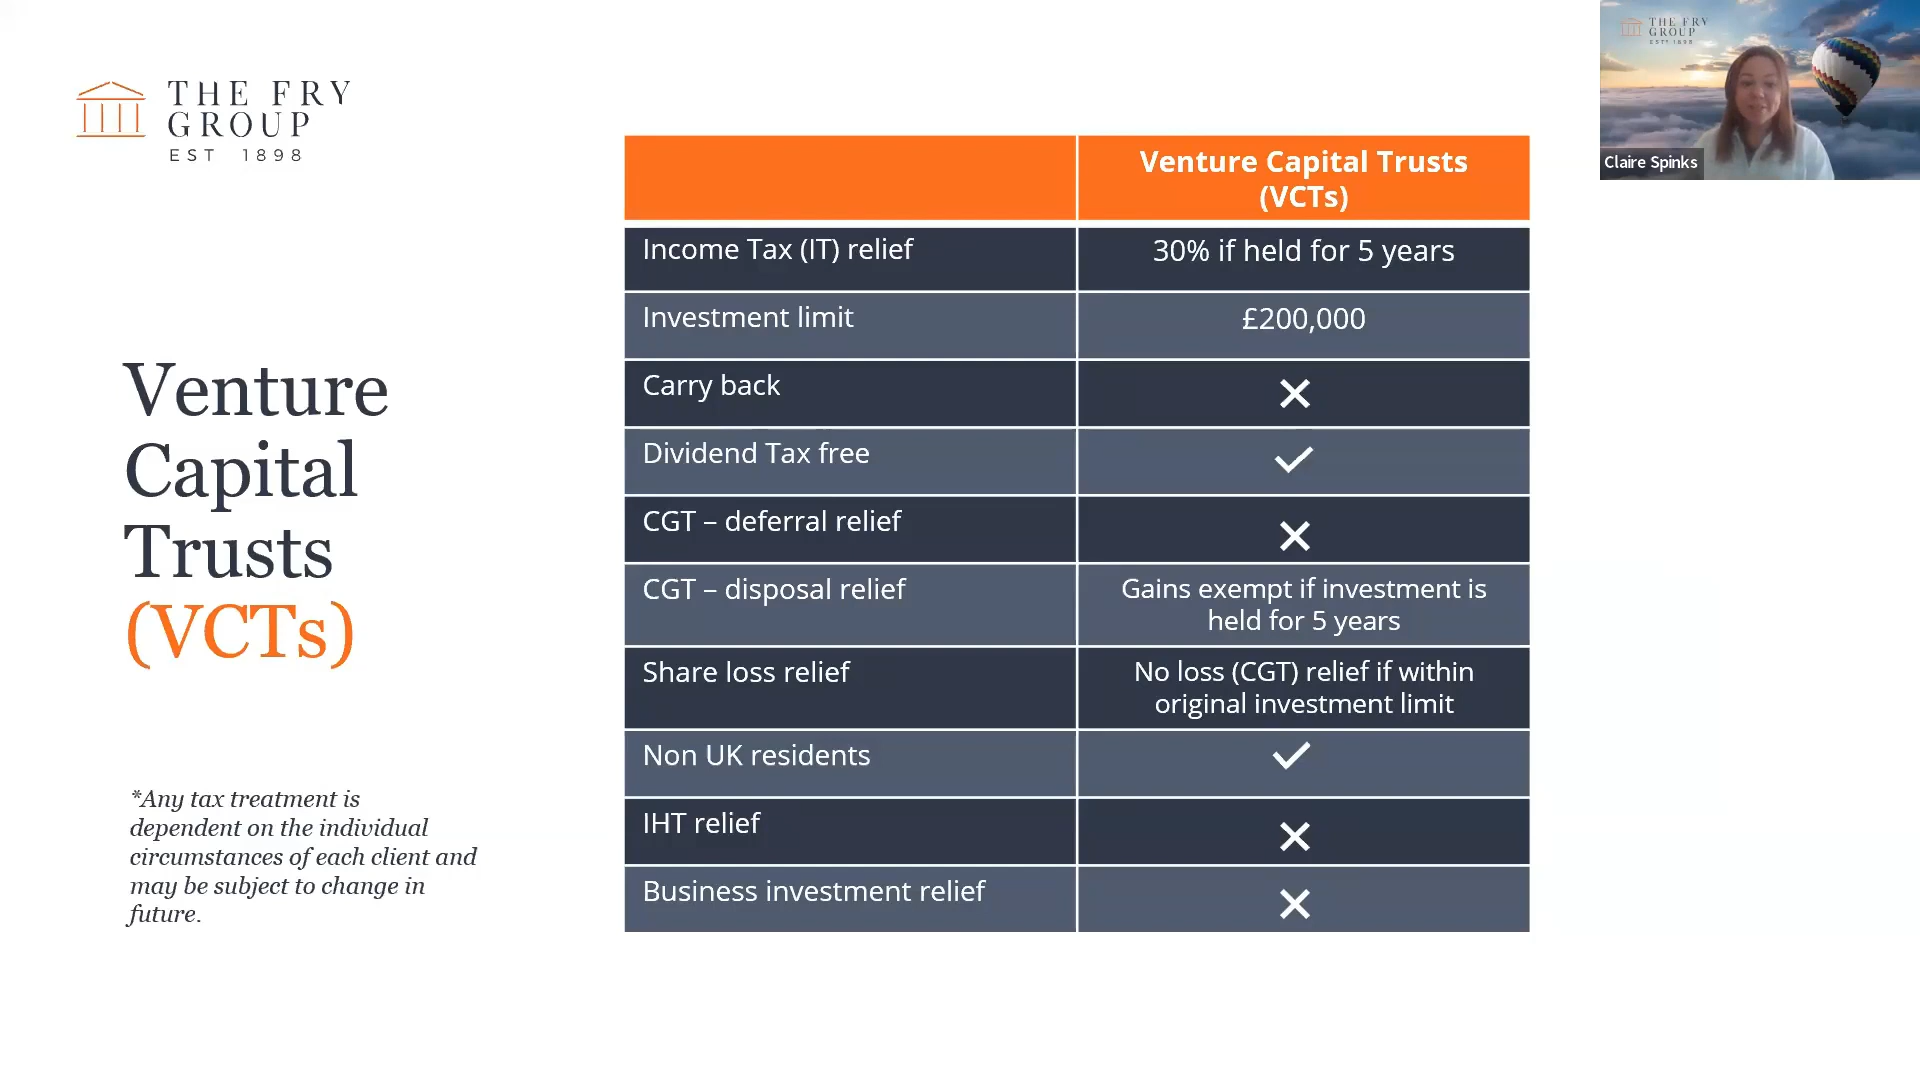 THE FRY
GROUP
EST 1898
Venture
Capital
Trusts
(VCTs)
*Any tax treatment is
dependent on the individual
circumstances of each client and
may be subject to change in
future.
Venture Capital Trusts
(VCTs)
Income Tax (IT) relief
30% if held for 5 years
Investment limit
£200,000
Carry back
Dividend Tax free
CGT – deferral relief
CGT – disposal relief
Gains exempt if investment is
held for 5 years
Share loss relief
No loss (CGT) relief if within
original investment limit
Non UK residents
IHT relief
Business investment relief
THE FRY
GROUP
EST 1898
Claire Spinks